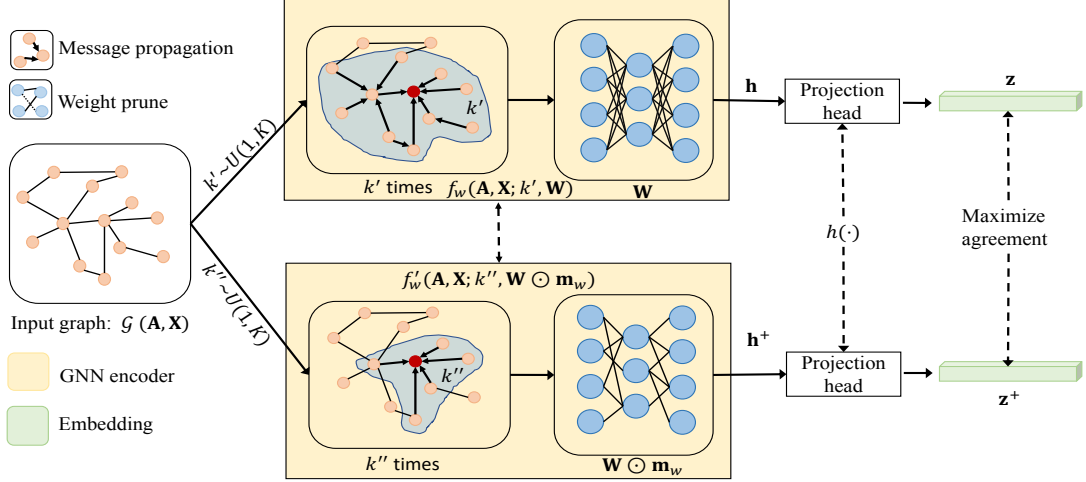 Message propagation
Weight prune
k′~U(1, K)
k′′~U(1, K)
Input graph: 𝒢 (A, X)
GNN encoder
Embedding
k′
k′ times
f_w(A, X; k′, W)
W
f′_w(A, X; k′′, W ⊙ m_w)
k′′
k′′ times
W ⊙ m_w
h
Projection
head
z
h(·)
Maximize
agreement
h⁺
Projection
head
z⁺